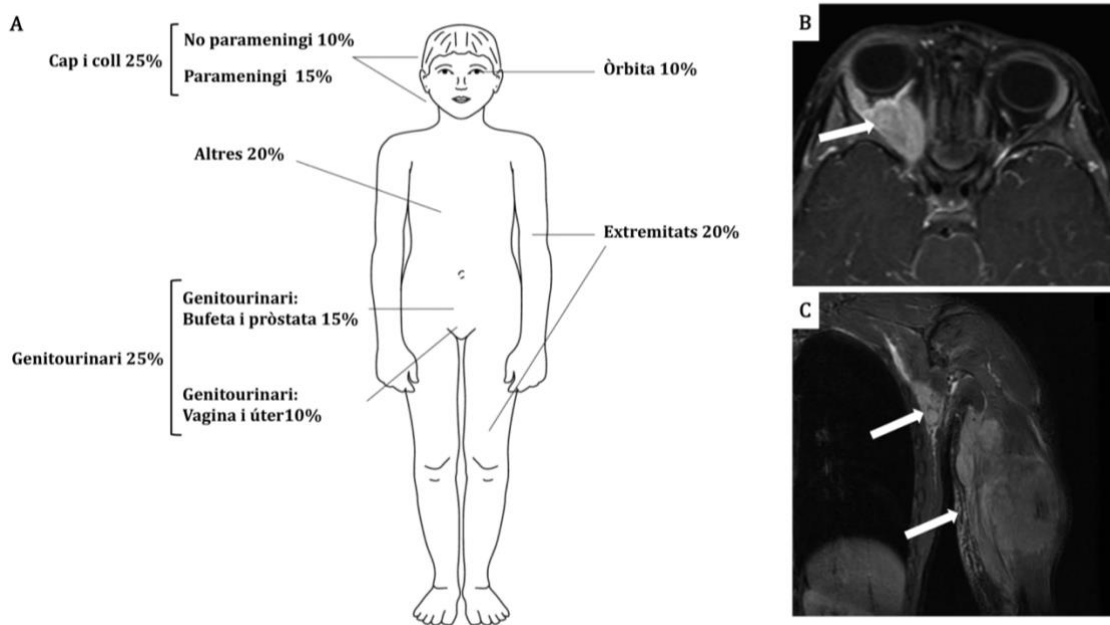 A
Cap i coll 25%
No parameningi 10%
Parameningi 15%
Òrbita 10%
Altres 20%
Extremitats 20%
Genitourinari 25%
Genitourinari:
Bufeta i pròstata 15%
Genitourinari:
Vagina i úter10%
B
C